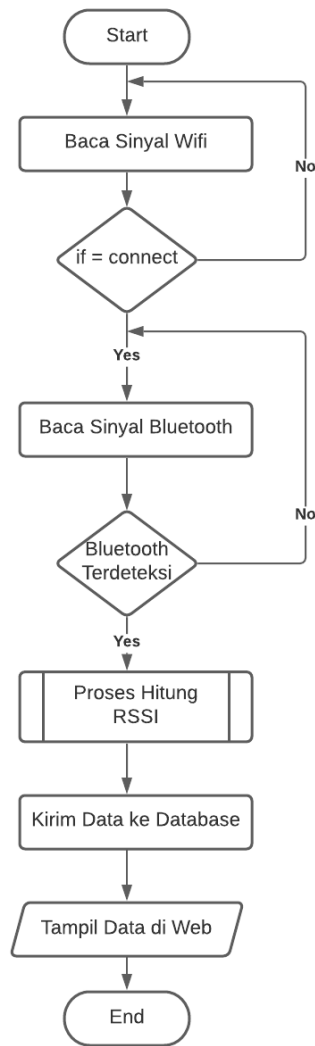 Start
Baca Sinyal Wifi
No
if = connect
Yes
Baca Sinyal Bluetooth
No
Bluetooth
Terdeteksi
Yes
Proses Hitung
RSSI
Kirim Data ke Database
Tampil Data di Web
End